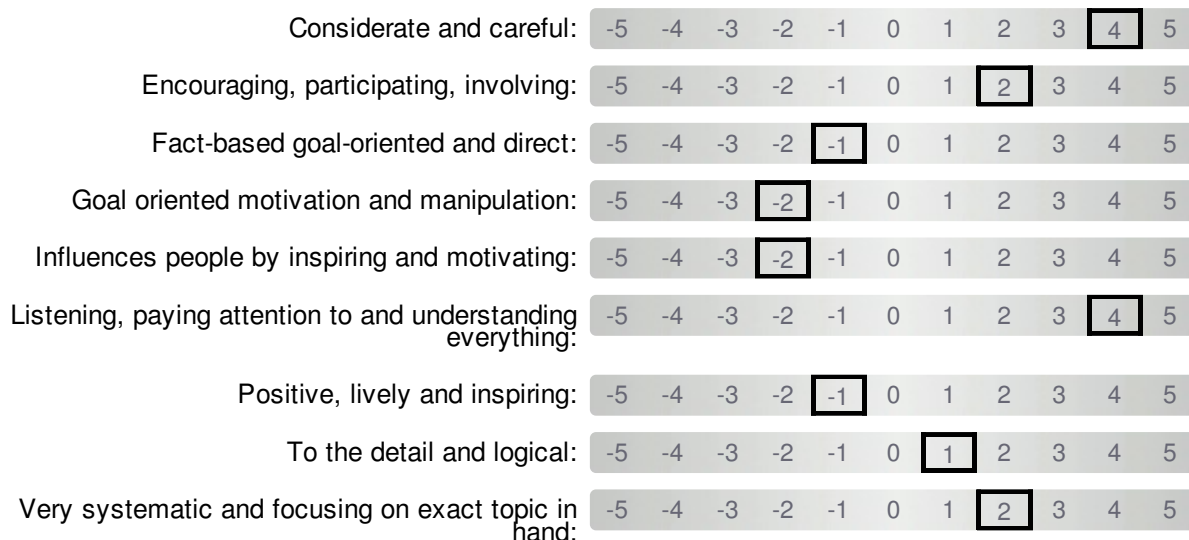 Considerate and careful: -5 -4 -3 -2 -1 0 1 2 3 4 5
Encouraging, participating, involving: -5 -4 -3 -2 -1 0 1 2 3 4 5
Fact-based goal-oriented and direct: -5 -4 -3 -2 -1 0 1 2 3 4 5
Goal oriented motivation and manipulation: -5 -4 -3 -2 -1 0 1 2 3 4 5
Influences people by inspiring and motivating: -5 -4 -3 -2 -1 0 1 2 3 4 5
Listening, paying attention to and understanding -5 -4 -3 -2 -1 0 1 2 3 4 5
everything:
Positive, lively and inspiring: -5 -4 -3 -2 -1 0 1 2 3 4 5
To the detail and logical: -5 -4 -3 -2 -1 0 1 2 3 4 5
Very systematic and focusing on exact topic in -5 -4 -3 -2 -1 0 1 2 3 4 5
hand: